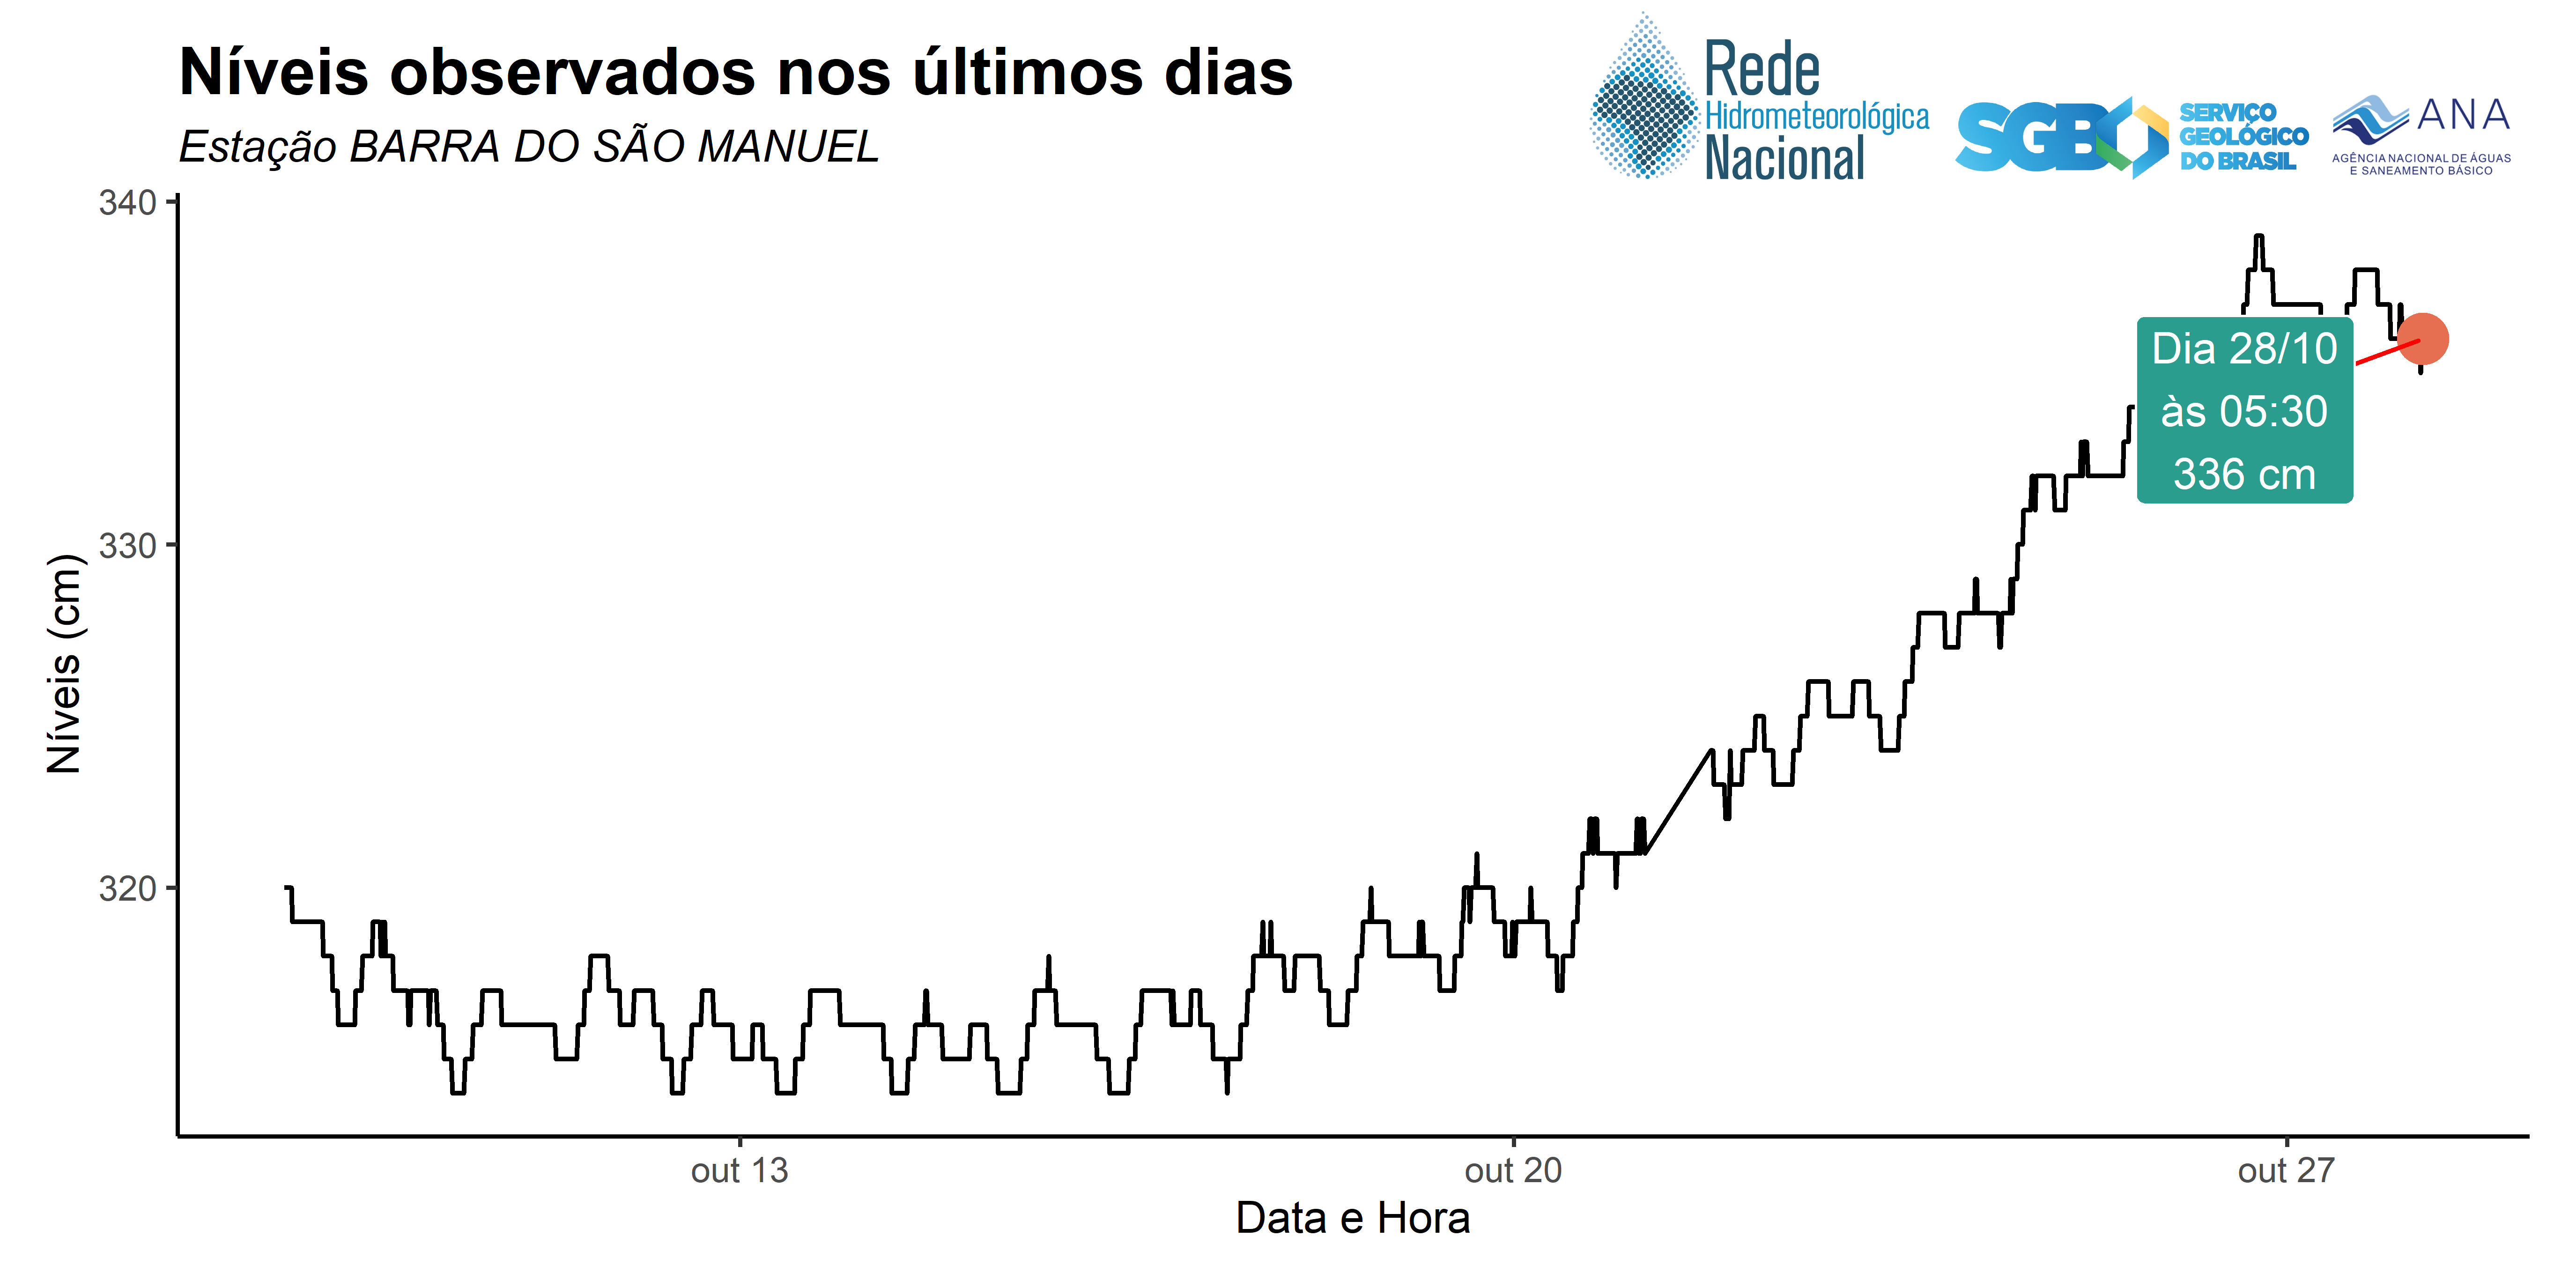 Níveis observados nos últimos dias
Estação BARRA DO SÃO MANUEL
Rede
Hidrometeorológica
Nacional
SGB
SERVIÇO
GEOLÓGICO
DO BRASIL
ANA
AGÊNCIA NACIONAL DE ÁGUAS
E SANEAMENTO BÁSICO
340
330
320
Níveis (cm)
Dia 28/10
às 05:30
336 cm
out 13
out 20
out 27
Data e Hora